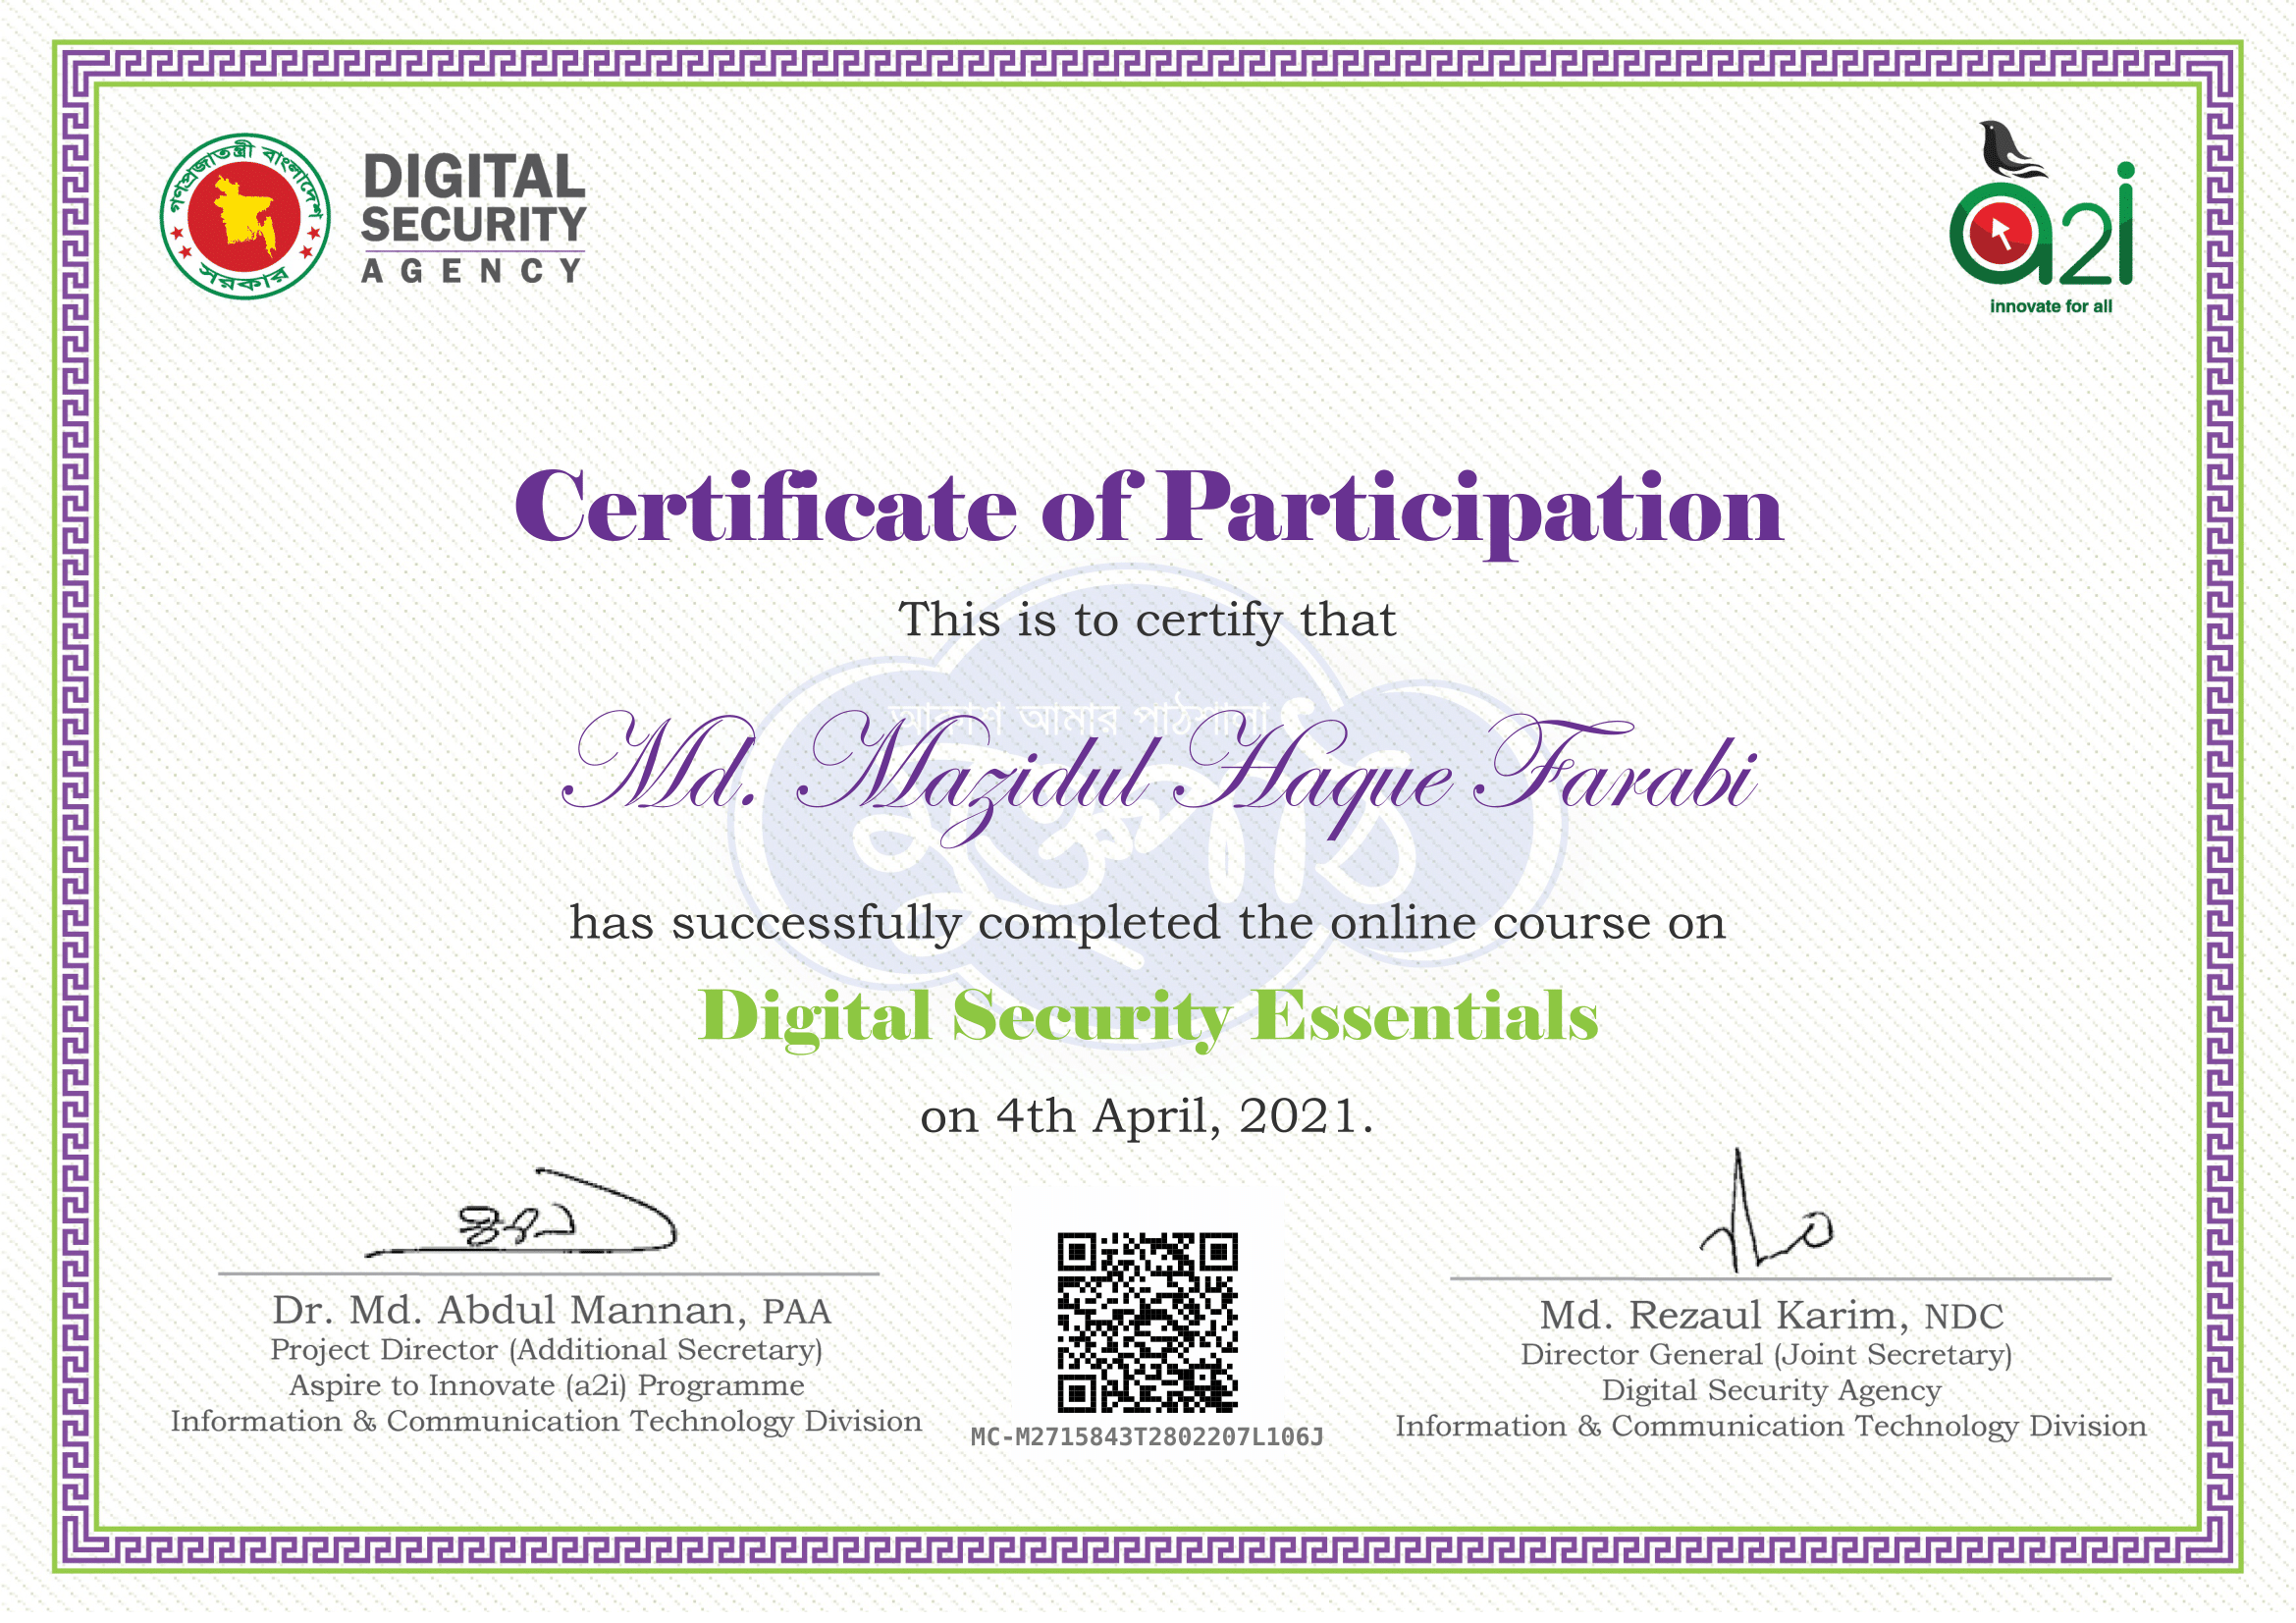 গণপ্রজাতন্ত্রী বাংলাদেশ
সরকার
DIGITAL
SECURITY
AGENCY
a2i
innovate for all
Certificate of Participation
This is to certify that
আকাশ আমার পাঠশালা
Md. Mazidul Haque Farabi
মুক্তপাঠ
has successfully completed the online course on
Digital Security Essentials
on 4th April, 2021.
Dr. Md. Abdul Mannan, PAA
Project Director (Additional Secretary)
Aspire to Innovate (a2i) Programme
Information & Communication Technology Division
MC-M2715843T2802207L106J
Md. Rezaul Karim, NDC
Director General (Joint Secretary)
Digital Security Agency
Information & Communication Technology Division